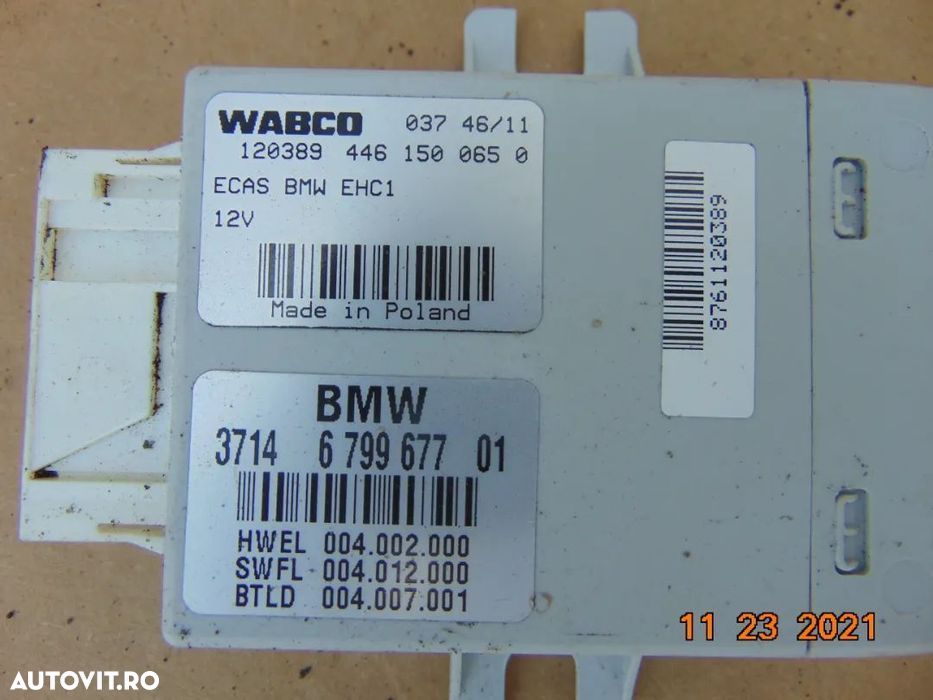 WABCO 037 46/11
120389 446 150 065 0
ECAS BMW EHC1
12V
Made in Poland
87611120389
BMW
3714 6 799 677 01
HWEL 004.002.000
SWFL 004.012.000
BTLD 004.007.001
11 23 2021
AUTOVIT.RO